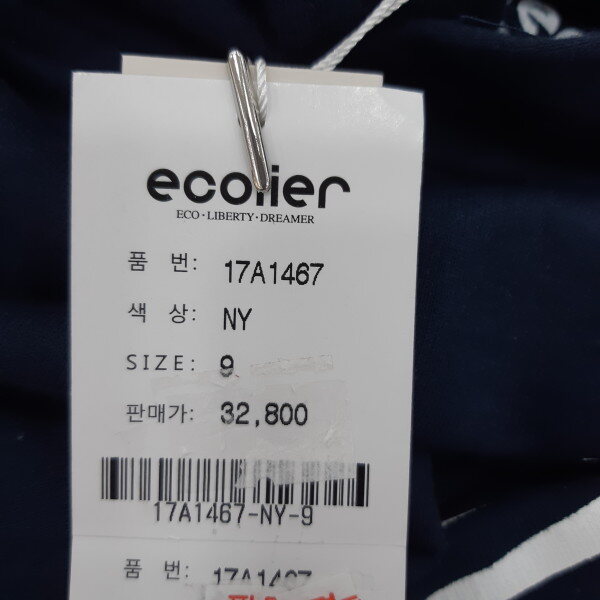 ecolier
ECO·LIBERTY·DREAMER
품 번: 17A1467
색 상: NY
SIZE: 9
판매가: 32,800
17A1467-NY-9
품 번: 17A1467